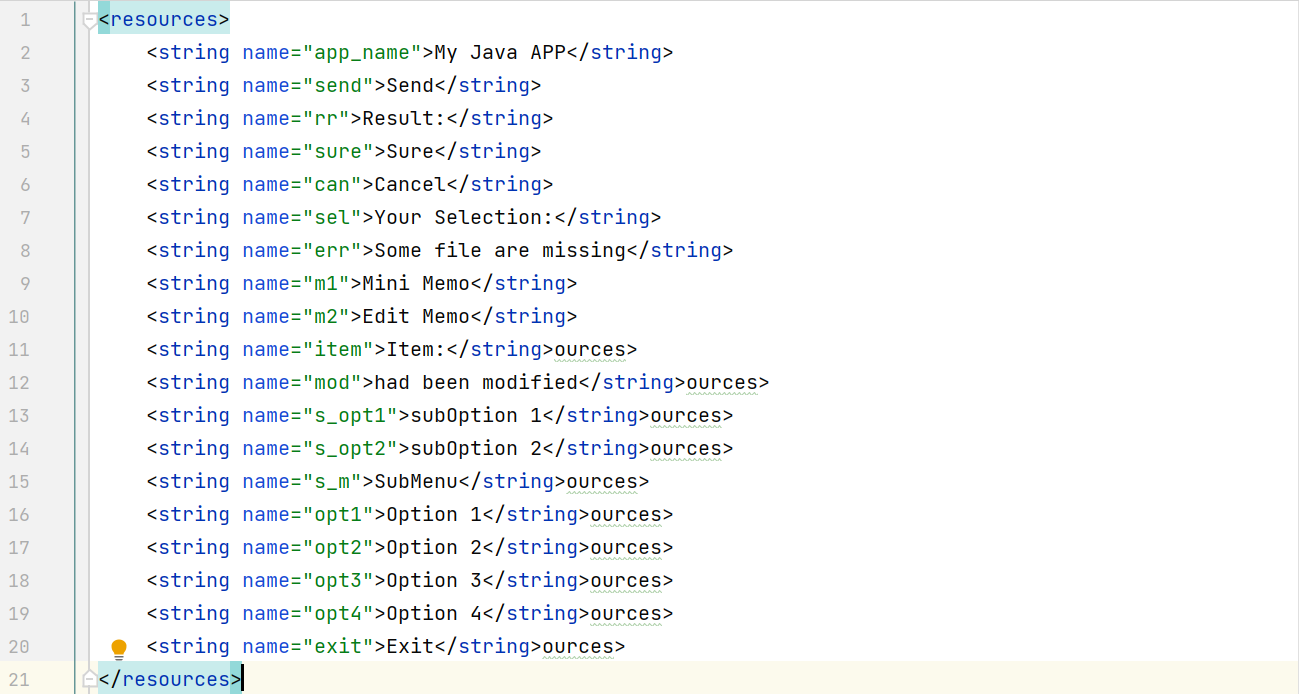 1 <resources>
2     <string name="app_name">My Java APP</string>
3     <string name="send">Send</string>
4     <string name="rr">Result:</string>
5     <string name="sure">Sure</string>
6     <string name="can">Cancel</string>
7     <string name="sel">Your Selection:</string>
8     <string name="err">Some file are missing</string>
9     <string name="m1">Mini Memo</string>
10     <string name="m2">Edit Memo</string>
11     <string name="item">Item:</string>ources>
12     <string name="mod">had been modified</string>ources>
13     <string name="s_opt1">subOption 1</string>ources>
14     <string name="s_opt2">subOption 2</string>ources>
15     <string name="s_m">SubMenu</string>ources>
16     <string name="opt1">Option 1</string>ources>
17     <string name="opt2">Option 2</string>ources>
18     <string name="opt3">Option 3</string>ources>
19     <string name="opt4">Option 4</string>ources>
20     <string name="exit">Exit</string>ources>
21 </resources>